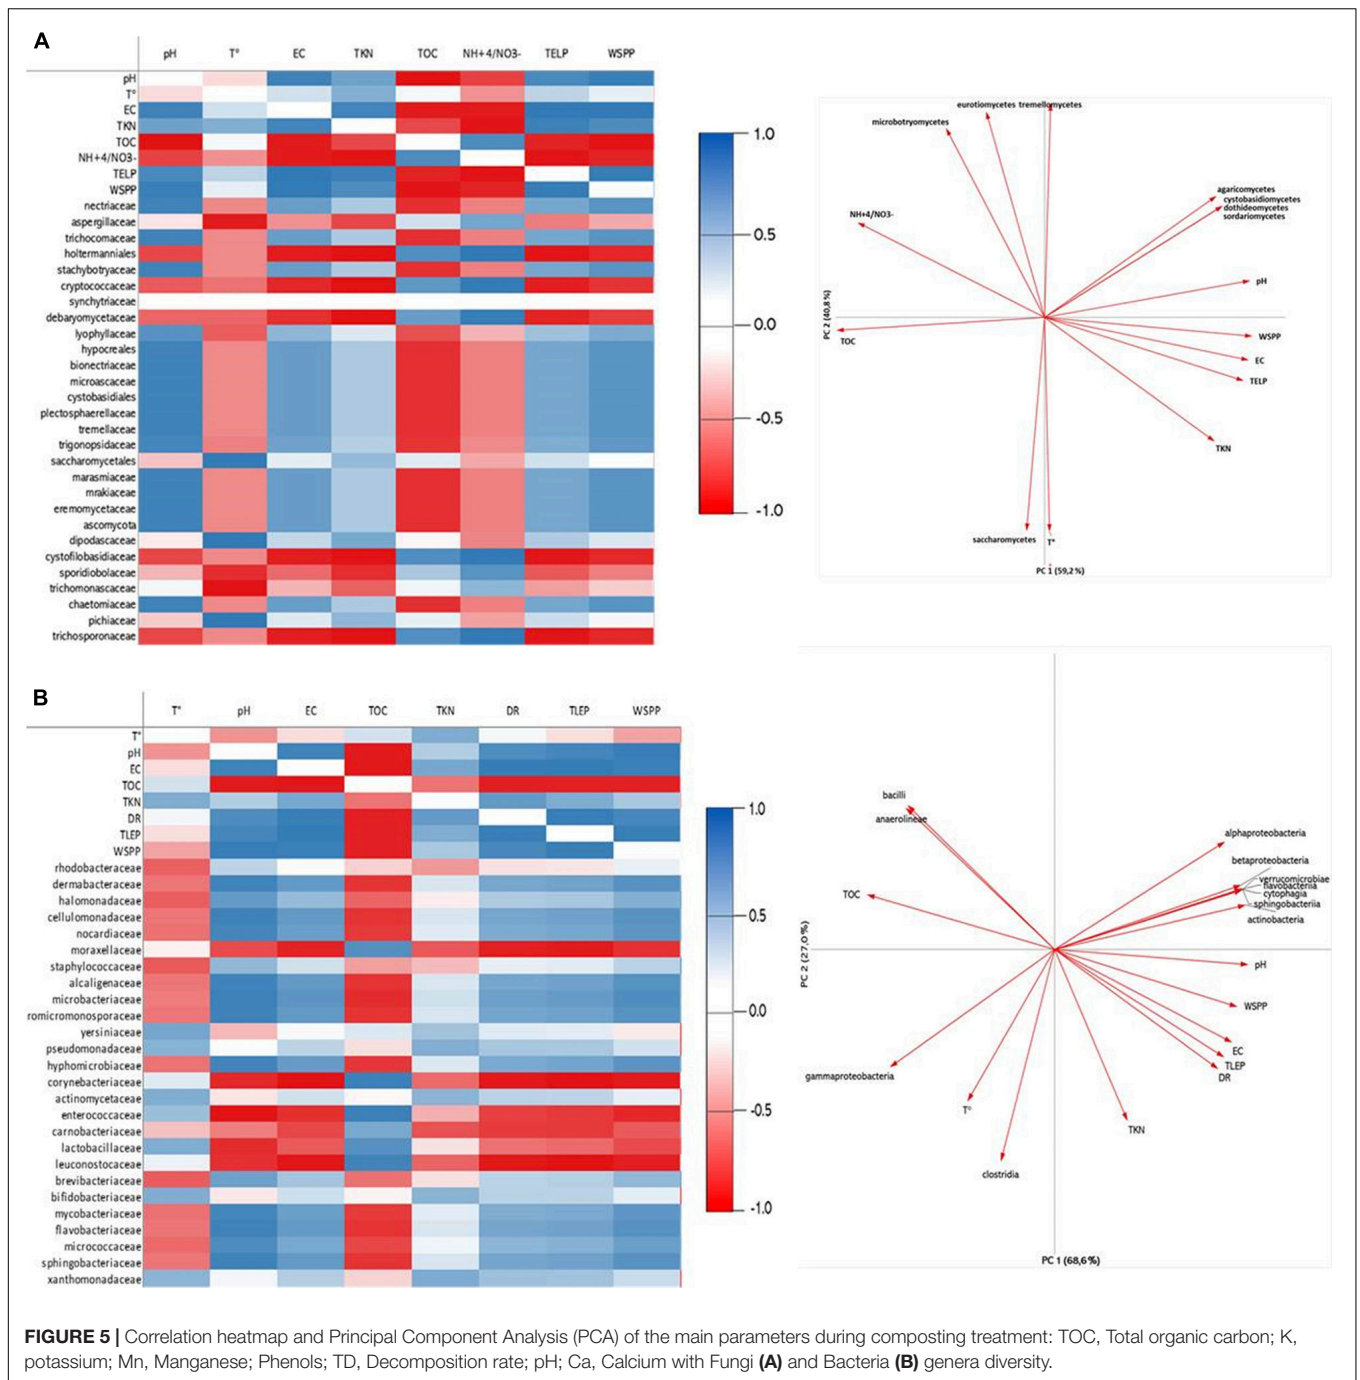 A
pH T° EC TKN TOC NH+4/NO3- TELP WSPP
pH
T°
EC
TKN
TOC
NH+4/NO3-
TELP
WSPP
nectriaceae
aspergillaceae
trichocomaceae
holtermanniales
stachybotryaceae
cryptococcaceae
synchytriaceae
debaryomycetaceae
lyophyllaceae
hypocreales
bionectriaceae
microascaceae
cystobasidiales
plectosphaerellaceae
tremellaceae
trigonopsidaceae
saccharomycetales
marasmiaceae
mrakiaceae
eremomycetaceae
ascomycota
dipodascaceae
cystofilobasidiaceae
sporidiobolaceae
trichomonascaceae
chaetomiaceae
pichiaceae
trichosporonaceae
1.0
0.5
0.0
-0.5
-1.0
eurotiomycetes tremellomycetes
microbotryomycetes
agaricomycetes
cystobasidiomycetes
dothideomycetes
sordariomycetes
NH+4/NO3-
pH
PC 2 (40,8 %)
WSPP
TOC
EC
TELP
TKN
saccharomycetes T°
PC 1 (59,2 %)
B
T° pH EC TOC TKN DR TLEP WSPP
T°
pH
EC
TOC
TKN
DR
TLEP
WSPP
rhodobacteraceae
dermabacteraceae
halomonadaceae
cellulomonadaceae
nocardiaceae
moraxellaceae
staphylococcaceae
alcaligenaceae
microbacteriaceae
romicromonosporaceae
yersiniaceae
pseudomonadaceae
hyphomicrobiaceae
corynebacteriaceae
actinomycetaceae
enterococcaceae
carnobacteriaceae
lactobacillaceae
leuconostocaceae
brevibacteriaceae
bifidobacteriaceae
mycobacteriaceae
flavobacteriaceae
micrococcaceae
sphingobacteriaceae
xanthomonadaceae
1.0
0.5
0.0
-0.5
-1.0
bacilli
anaerolineae
alphaproteobacteria
betaproteobacteria
verrucomicrobiae
flavobacteriia
cytophagia
sphingobacteriia
actinobacteria
TOC
PC 2 (27,0 %)
pH
WSPP
EC
TLEP
DR
gammaproteobacteria
T°
TKN
clostridia
PC 1 (68,6%)
FIGURE 5 | Correlation heatmap and Principal Component Analysis (PCA) of the main parameters during composting treatment: TOC, Total organic carbon; K,
potassium; Mn, Manganese; Phenols; TD, Decomposition rate; pH; Ca, Calcium with Fungi (A) and Bacteria (B) genera diversity.